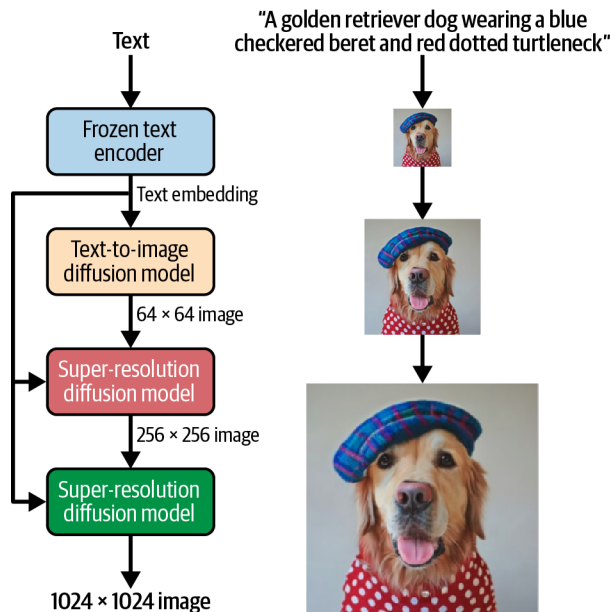 Text
Frozen text
encoder
Text embedding
Text-to-image
diffusion model
64 × 64 image
Super-resolution
diffusion model
256 × 256 image
Super-resolution
diffusion model
1024 × 1024 image
“A golden retriever dog wearing a blue
checkered beret and red dotted turtleneck”